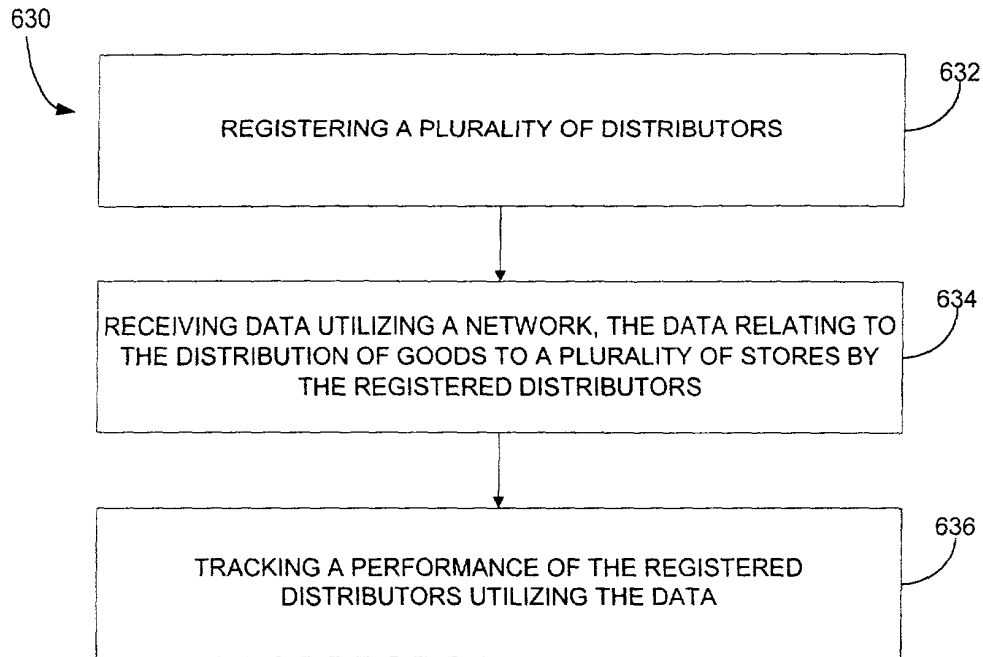 630
632
REGISTERING A PLURALITY OF DISTRIBUTORS
634
RECEIVING DATA UTILIZING A NETWORK, THE DATA RELATING TO
THE DISTRIBUTION OF GOODS TO A PLURALITY OF STORES BY
THE REGISTERED DISTRIBUTORS
636
TRACKING A PERFORMANCE OF THE REGISTERED
DISTRIBUTORS UTILIZING THE DATA